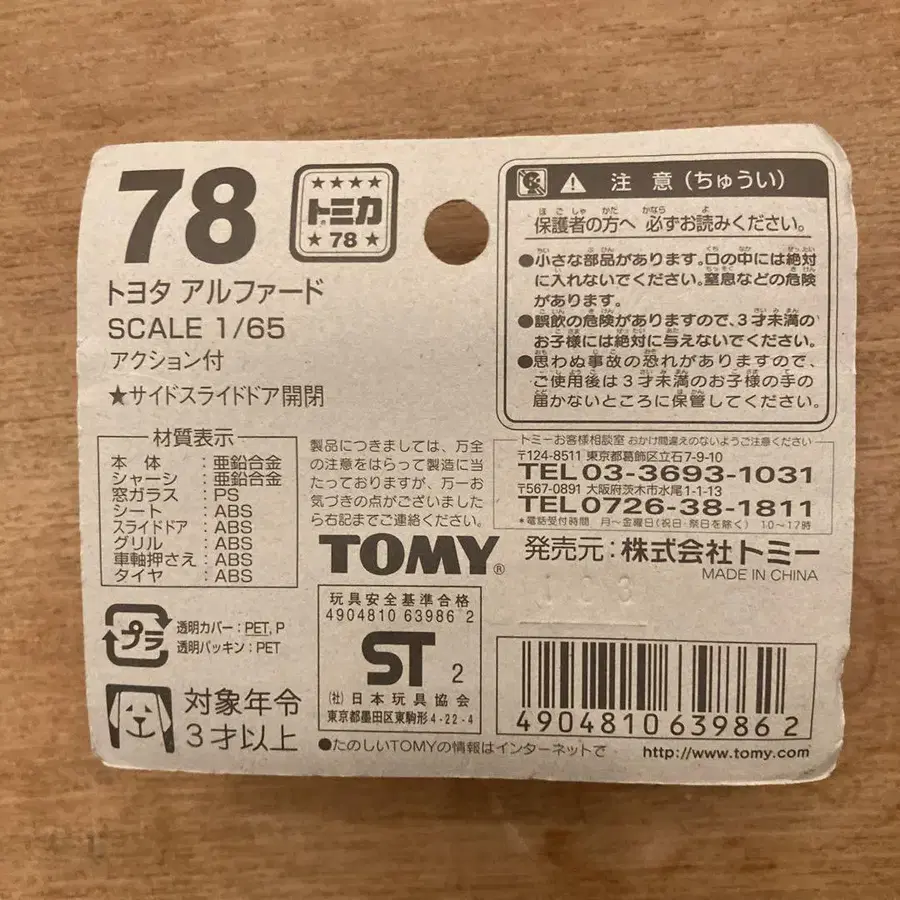 78
★★★★
トミカ
★78★
トヨタ アルファード
SCALE 1/65
アクション付
★サイドスライドドア開閉
注 意 (ちゅうい)
保護者の方へ 必ずお読みください。
●小さな部品があります。口の中には絶対
に入れないでください。窒息などの危険
があります。
●誤飲の危険がありますので、3才未満の
お子様には絶対に与えないでください。
●思わぬ事故の恐れがありますので、
ご使用後は3才未満のお子様の手の
届かないところに保管してください。
材質表示
本体 : 亜鉛合金
シャーシ : 亜鉛合金
窓ガラス : PS
シート : ABS
スライドドア : ABS
グリル : ABS
車軸押さえ : ABS
タイヤ : ABS
製品につきましては、万全
の注意をはらって製造に当
たっておりますが、万一お
気づきの点がございました
ら右記までご連絡ください。
トミーお客様相談室 おかけ間違えのないようご注意ください
〒124-8511 東京都葛飾区立石7-9-10
TEL03-3693-1031
〒567-0891 大阪府茨木市水尾1-1-13
TEL0726-38-1811
*電話受付時間 月〜金曜日(祝日・祭日を除く) 10〜17時
TOMY®
発売元:株式会社トミー
MADE IN CHINA
プラ
透明カバー : PET, P
透明パッキン : PET
対象年令
3才以上
玩具安全基準合格
4904810 63986 2
ST 2
(社)日本玩具協会
東京都墨田区東駒形4-22-4
4904810 639862
●たのしいTOMYの情報はインターネットで http://www.tomy.com